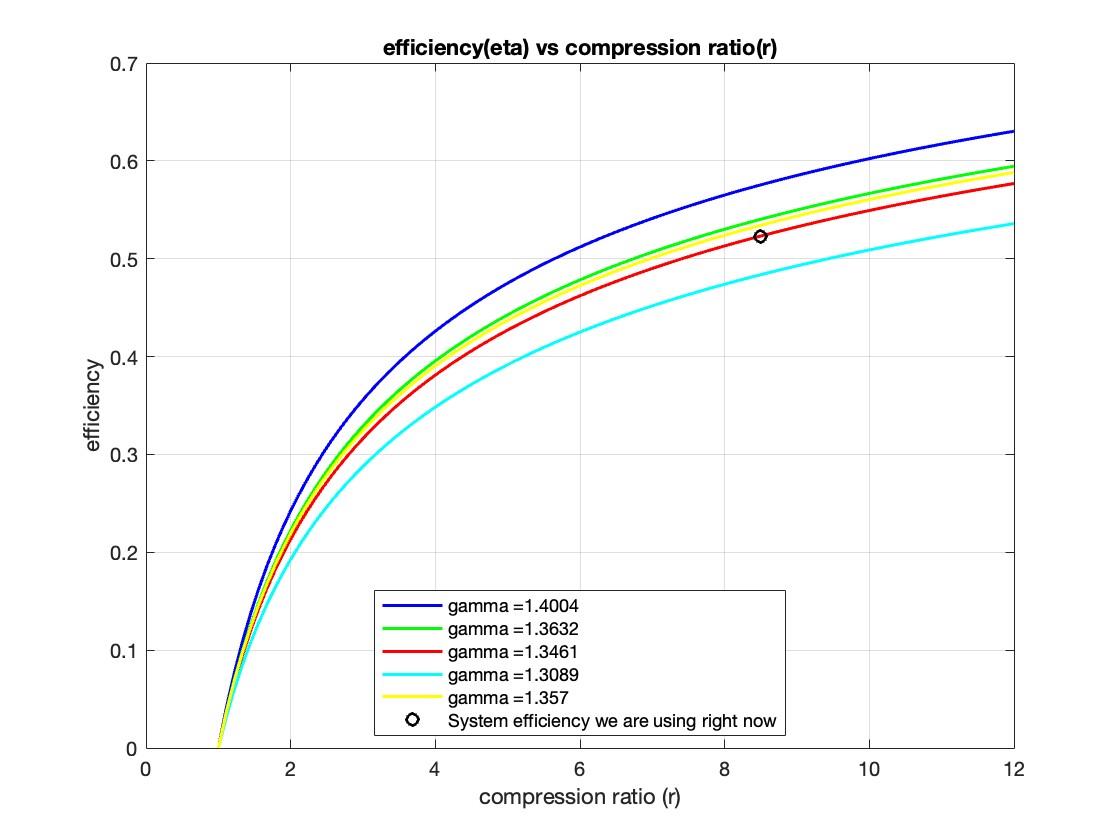 efficiency(eta) vs compression ratio(r)
0.7
0.6
0.5
0.4
0.3
0.2
0.1
0
efficiency
gamma =1.4004
gamma =1.3632
gamma =1.3461
gamma =1.3089
gamma =1.357
System efficiency we are using right now
0 2 4 6 8 10 12
compression ratio (r)